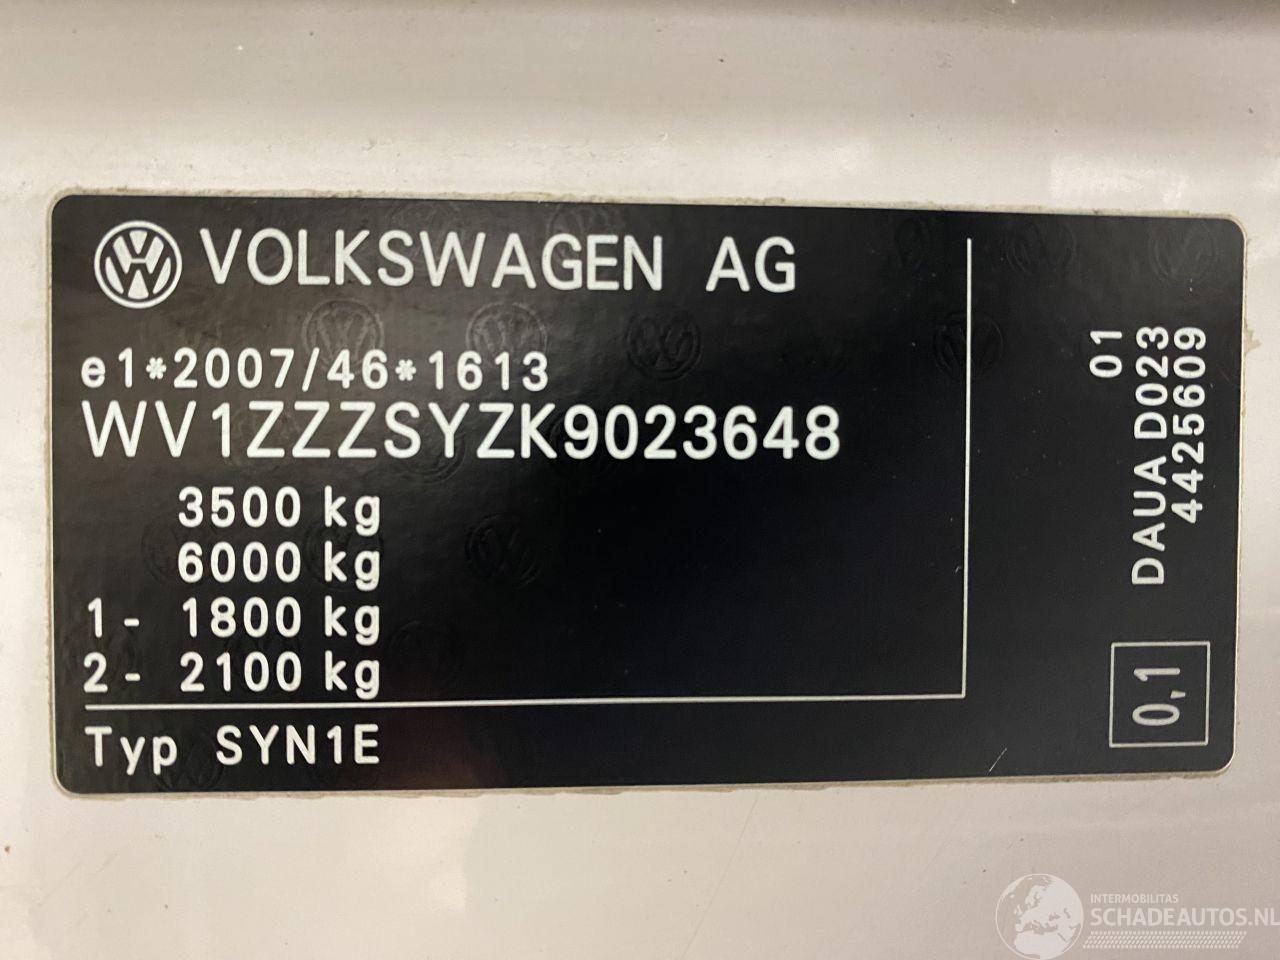 VOLKSWAGEN AG
e1*2007/46*1613
WV1ZZZSYZK9023648
3500 kg
6000 kg
1- 1800 kg
2- 2100 kg
Typ SYN1E
01
DAUA D023
4425609
0,1
INTERMOBILITAS
SCHADEAUTOS.NL